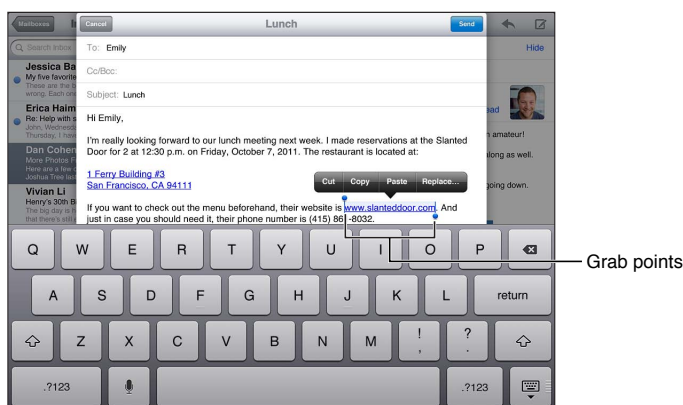 Mailboxes
Cancel
Lunch
Send
Search Inbox
To: Emily
Hide
Jessica Ba
My five favorite
These are the b
wrong. Each on
Cc/Bcc:
Erica Haim
Re: Help with s
John, Wednesd
Thursday, I hav
Subject: Lunch
Hi Emily,
ead
n amateur!
Dan Cohen
More Photos F
Here are a few
Joshua Tree last
I'm really looking forward to our lunch meeting next week. I made reservations at the Slanted
Door for 2 at 12:30 p.m. on Friday, October 7, 2011. The restaurant is located at:
along as well.
1 Ferry Building #3
San Francisco, CA 94111
Cut Copy Paste Replace...
going down.
Vivian Li
Henry's 30th Bi
The big day is h
that there's still
If you want to check out the menu beforehand, their website is www.slanteddoor.com. And
just in case you should need it, their phone number is (415) 86 -8032.
Q W E R T Y U I O P
Grab points
A S D F G H J K L return
Z X C V B N M ! , ? .
.?123 .?123